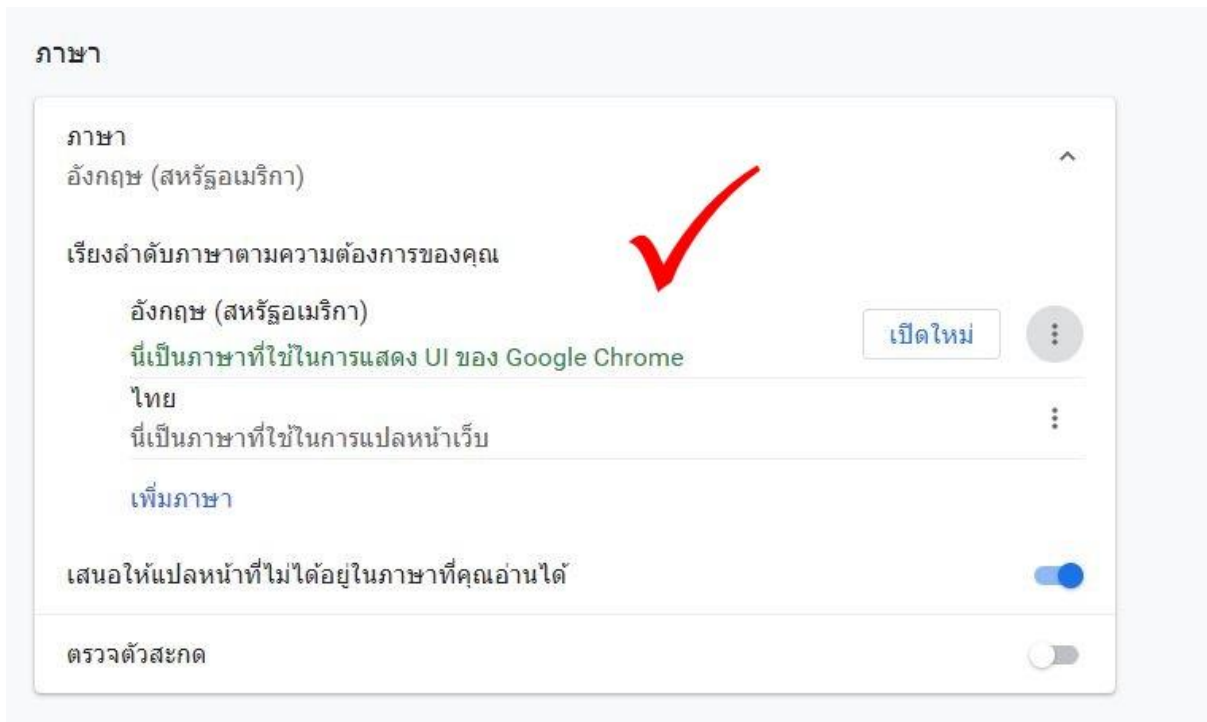 ภาษา
ภาษา
อังกฤษ (สหรัฐอเมริกา)
เรียงลำดับภาษาตามความต้องการของคุณ
อังกฤษ (สหรัฐอเมริกา)
นี่เป็นภาษาที่ใช้ในการแสดง UI ของ Google Chrome
เปิดใหม่
ไทย
นี่เป็นภาษาที่ใช้ในการแปลหน้าเว็บ
เพิ่มภาษา
เสนอให้แปลหน้าที่ไม่ได้อยู่ในภาษาที่คุณอ่านได้
ตรวจตัวสะกด